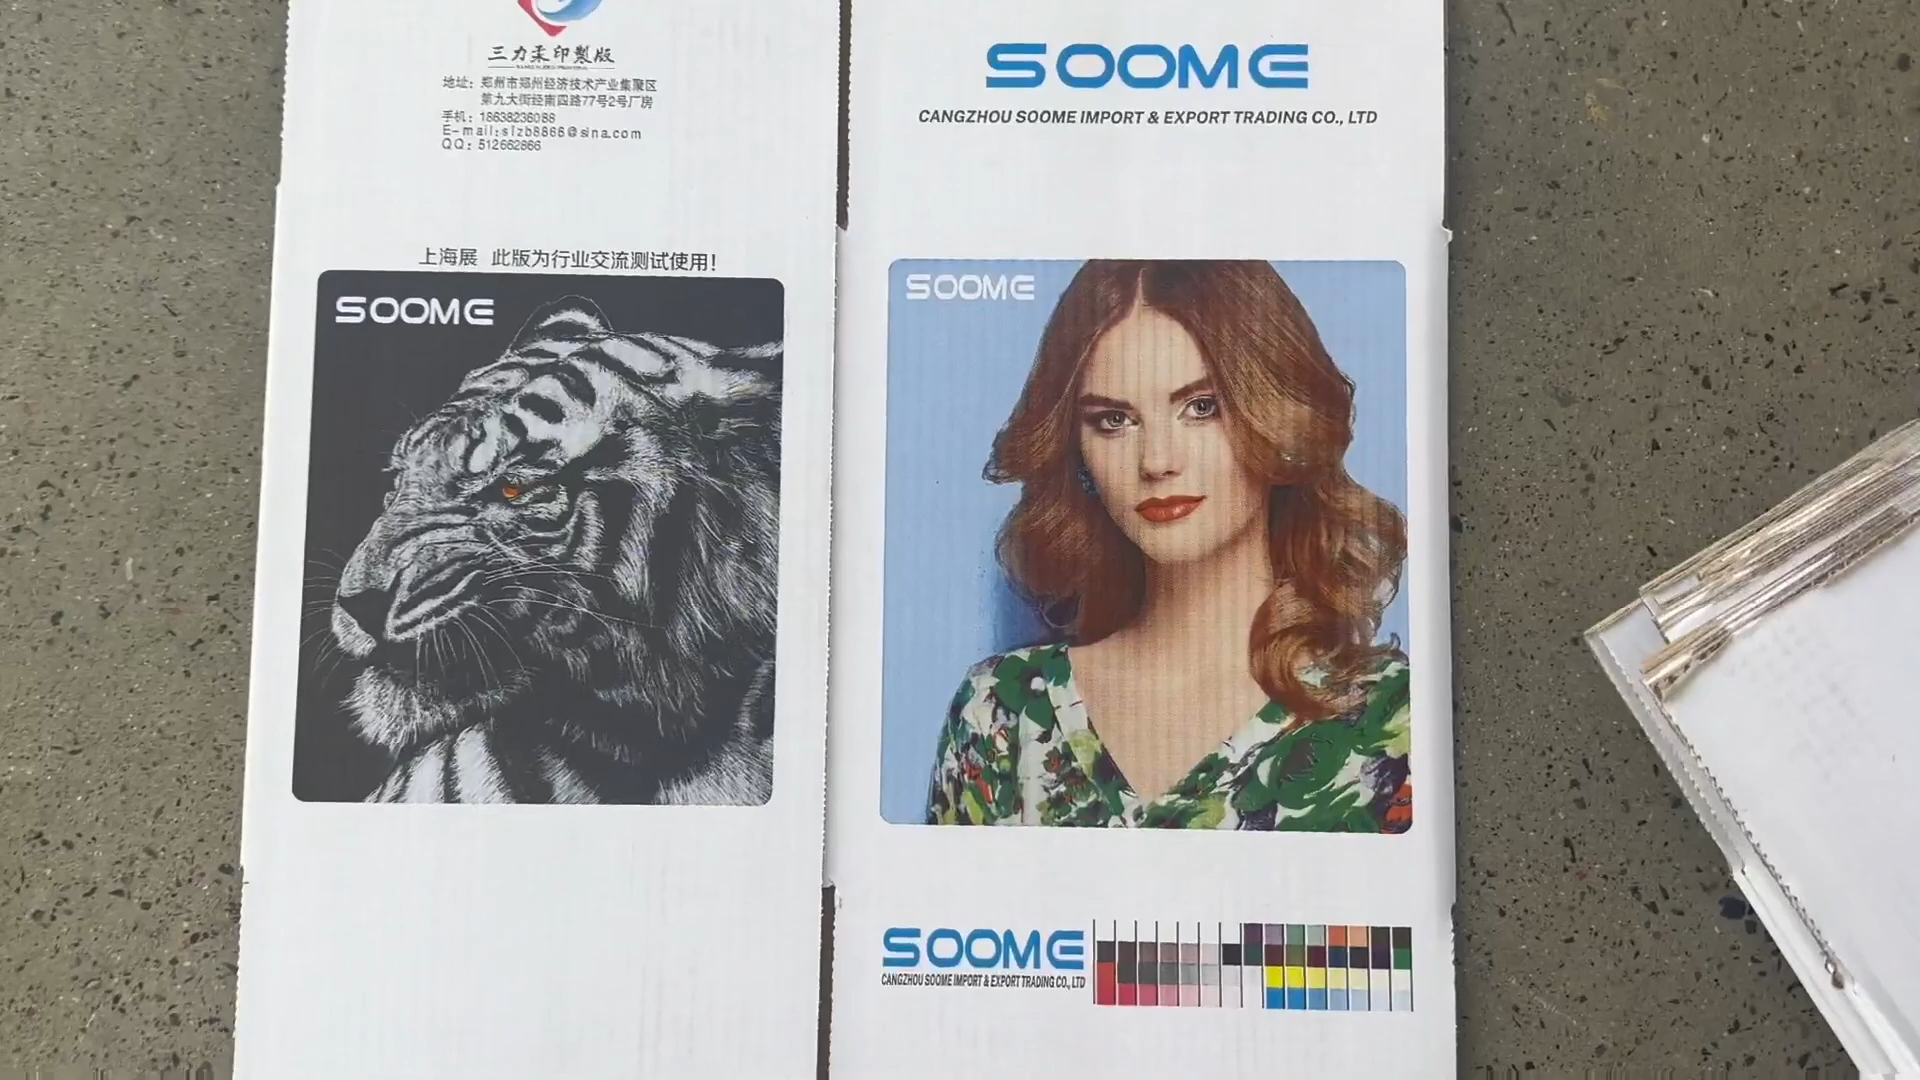 三力柔印製版
地址：郑州市郑州经济技术产业集聚区
第九大街经南四路77号2号厂房
手机：18638236088
E-mail:slzb8866@sina.com
QQ：512662866
上海展 此版为行业交流测试使用！
SOOME
SOOME
CANGZHOU SOOME IMPORT & EXPORT TRADING CO., LTD
SOOME
SOOME
CANGZHOU SOOME IMPORT & EXPORT TRADING CO., LTD